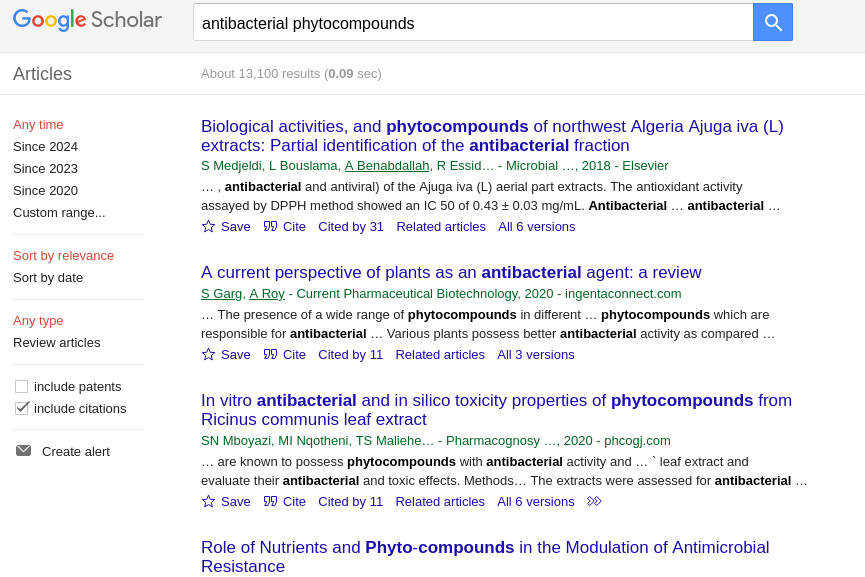 Google Scholar
antibacterial phytocompounds
Articles
About 13,100 results (0.09 sec)
Any time
Since 2024
Since 2023
Since 2020
Custom range...
Sort by relevance
Sort by date
Any type
Review articles
include patents
include citations
Create alert
Biological activities, and phytocompounds of northwest Algeria Ajuga iva (L)
extracts: Partial identification of the antibacterial fraction
S Medjeldi, L Bouslama, A Benabdallah, R Essid… - Microbial …, 2018 - Elsevier
… , antibacterial and antiviral) of the Ajuga iva (L) aerial part extracts. The antioxidant activity
assayed by DPPH method showed an IC 50 of 0.43 ± 0.03 mg/mL. Antibacterial … antibacterial …
Save Cite Cited by 31 Related articles All 6 versions
A current perspective of plants as an antibacterial agent: a review
S Garg, A Roy - Current Pharmaceutical Biotechnology, 2020 - ingentaconnect.com
… The presence of a wide range of phytocompounds in different … phytocompounds which are
responsible for antibacterial … Various plants possess better antibacterial activity as compared …
Save Cite Cited by 11 Related articles All 3 versions
In vitro antibacterial and in silico toxicity properties of phytocompounds from
Ricinus communis leaf extract
SN Mboyazi, MI Nqotheni, TS Maliehe… - Pharmacognosy …, 2020 - phcogj.com
… are known to possess phytocompounds with antibacterial activity and … ` leaf extract and
evaluate their antibacterial and toxic effects. Methods… The extracts were assessed for antibacterial …
Save Cite Cited by 11 Related articles All 6 versions
Role of Nutrients and Phyto-compounds in the Modulation of Antimicrobial
Resistance